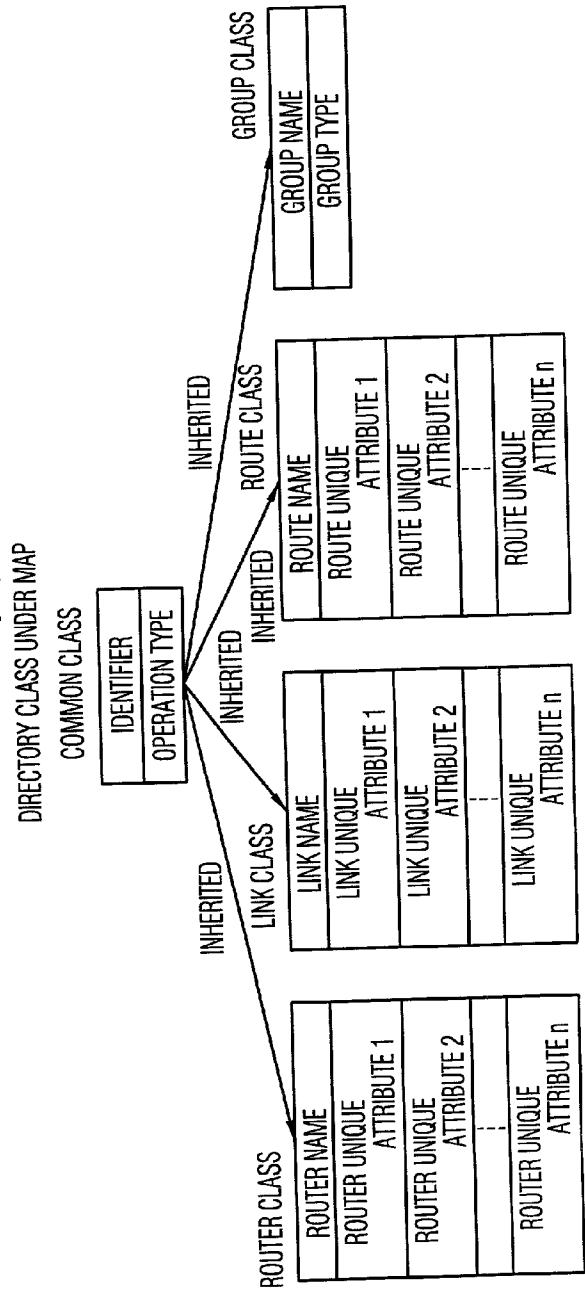 DIRECTORY CLASS UNDER MAP
COMMON CLASS
IDENTIFIER
OPERATION TYPE
INHERITED
INHERITED
INHERITED
INHERITED
ROUTER CLASS
ROUTER NAME
ROUTER UNIQUE
ATTRIBUTE 1
ROUTER UNIQUE
ATTRIBUTE 2
ROUTER UNIQUE
ATTRIBUTE n
LINK CLASS
LINK NAME
LINK UNIQUE
ATTRIBUTE 1
LINK UNIQUE
ATTRIBUTE 2
LINK UNIQUE
ATTRIBUTE n
ROUTE CLASS
ROUTE NAME
ROUTE UNIQUE
ATTRIBUTE 1
ROUTE UNIQUE
ATTRIBUTE 2
ROUTE UNIQUE
ATTRIBUTE n
GROUP CLASS
GROUP NAME
GROUP TYPE